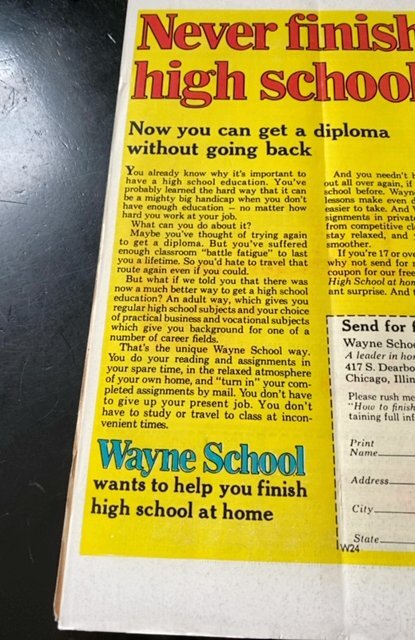 Never finish
high school
Now you can get a diploma
without going back
You already know why it's important to
have a high school education. You've
probably learned the hard way that it can
be a mighty big handicap when you don't
have enough education — no matter how
hard you work at your job.
What can you do about it?
Maybe you've thought of trying again
to get a diploma. But you've suffered
enough classroom "battle fatigue" to last
you a lifetime. So you'd hate to travel that
route again even if you could.
But what if we told you that there was
now a much better way to get a high school
education? An adult way, which gives you
regular high school subjects and your choice
of practical business and vocational subjects
which give you background for one of a
number of career fields.
That's the unique Wayne School way.
You do your reading and assignments in
your spare time, in the relaxed atmosphere
of your own home, and "turn in" your com-
pleted assignments by mail. You don't have
to give up your present job. You don't
have to study or travel to class at incon-
venient times.
Wayne School
wants to help you finish
high school at home
And you needn't
out all over again, if
school before. Wayn
lessons make even d
easier to take. And
signments in privat
from competitive cl
stay relaxed, and
smoother.
If you're 17 or ove
why not send for
coupon for our free
High School at hom
ant surprise. And t
Send for f
Wayne Schoo
A leader in hom
417 S. Dearbo
Chicago, Illin
Please rush me
"How to finish
taining full inf
Print
Name
Address
City
State
W24